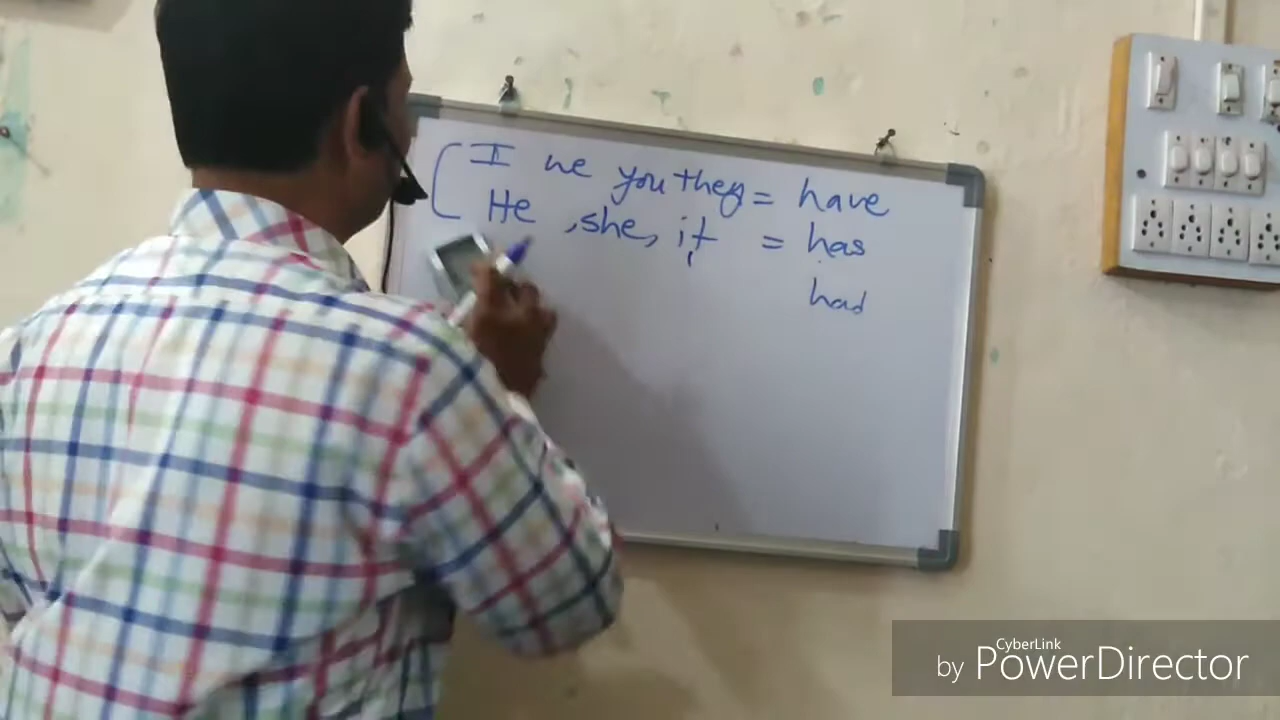 I we you they = have
He , she, it = has
had
CyberLink
by PowerDirector